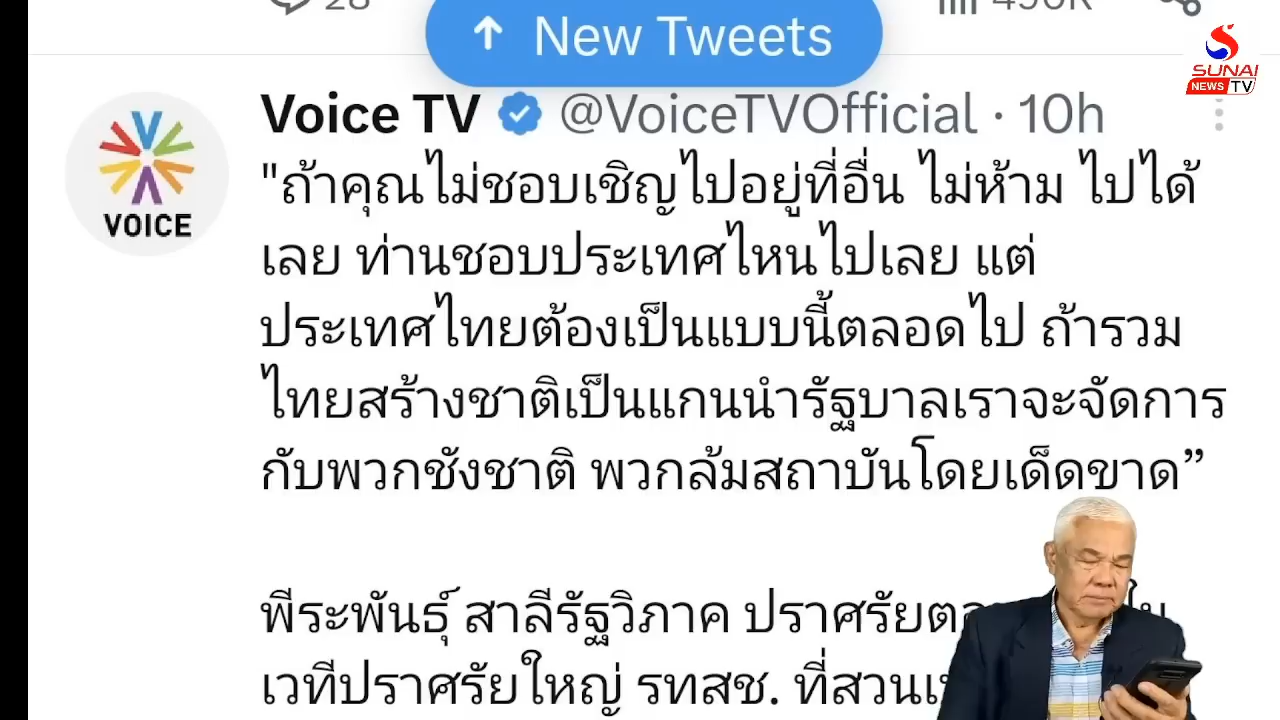 28
New Tweets
490K
SUNAI
NEWS TV
Voice TV @VoiceTVOfficial · 10h
VOICE
"ถ้าคุณไม่ชอบเชิญไปอยู่ที่อื่น ไม่ห้าม ไปได้
เลย ท่านชอบประเทศไหนไปเลย แต่
ประเทศไทยต้องเป็นแบบนี้ตลอดไป ถ้ารวม
ไทยสร้างชาติเป็นแกนนำรัฐบาลเราจะจัดการ
กับพวกชังชาติ พวกล้มสถาบันโดยเด็ดขาด”
พีระพันธุ์ สาลีรัฐวิภาค ปราศรัย
เวทีปราศรัยใหญ่ รทสช. ที่